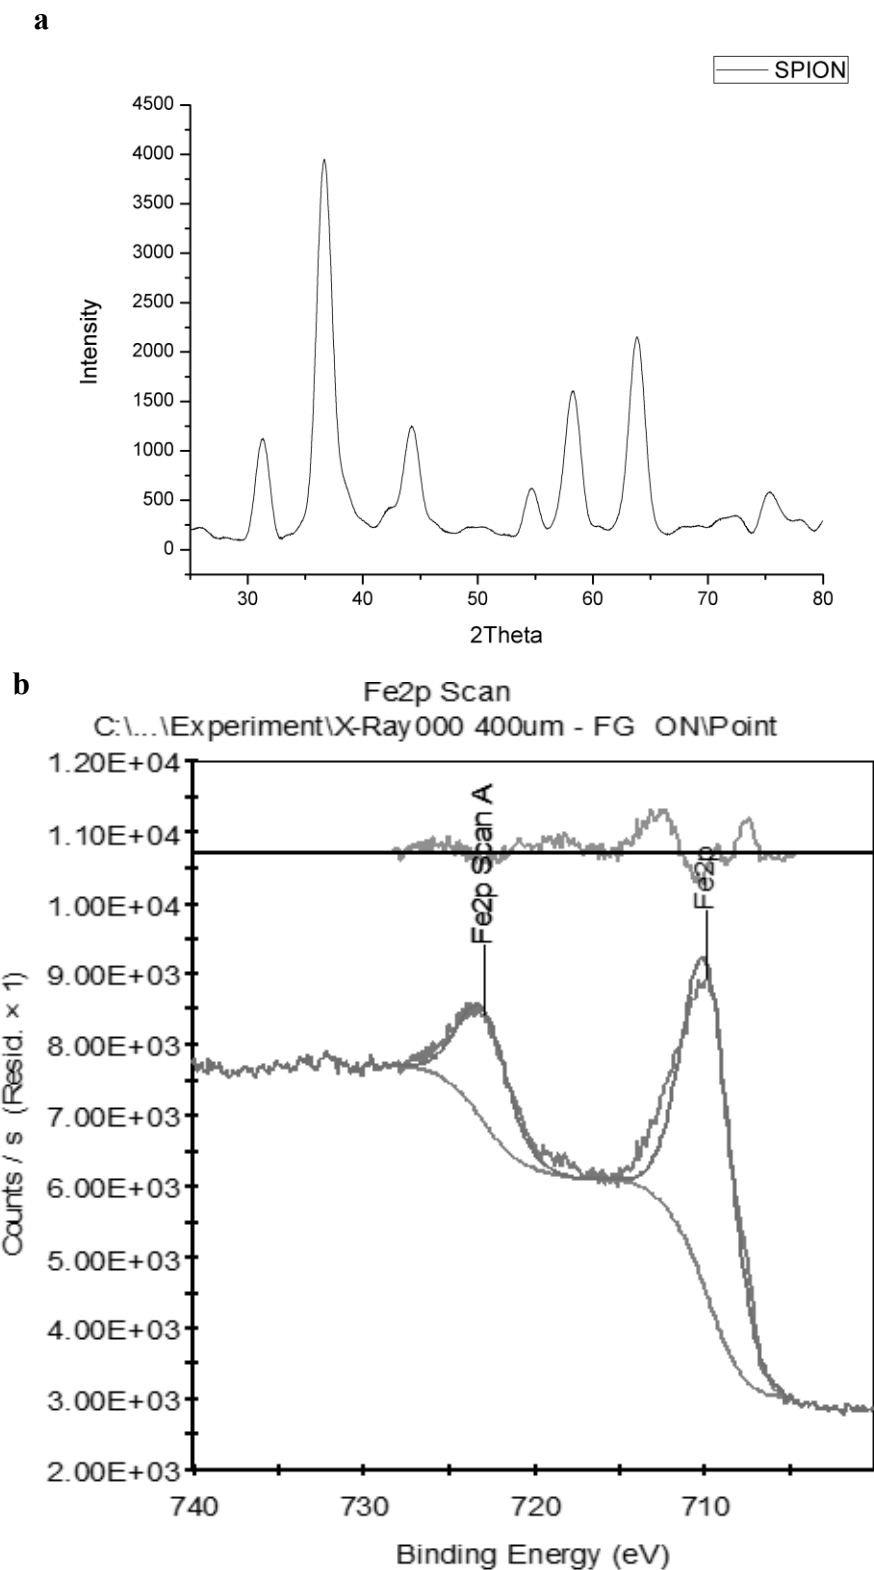 a
SPION
4500
4000
3500
3000
2500
2000
1500
1000
500
0
Intensity
30 40 50 60 70 80
2Theta
b
Fe2p Scan
C:\...\Experiment\X-Ray000 400um - FG ON\Point
1.20E+04
1.10E+04
1.00E+04
9.00E+03
8.00E+03
7.00E+03
6.00E+03
5.00E+03
4.00E+03
3.00E+03
2.00E+03
Counts / s (Resid. × 1)
Fe2p Scan A
Fe2p
740 730 720 710
Binding Energy (eV)